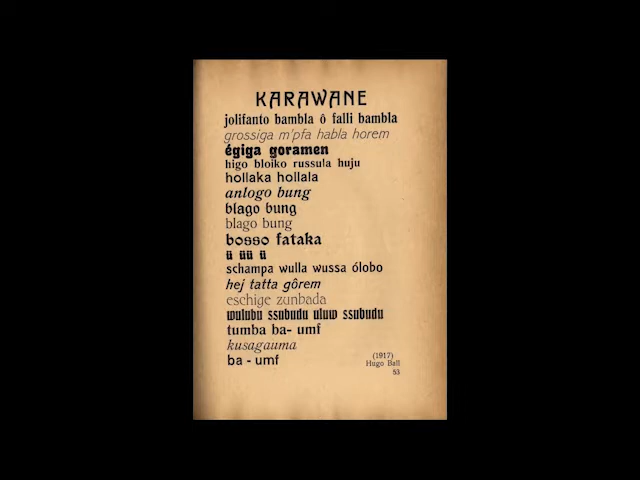 KARAWANE
jolifanto bambla ô falli bambla
grossiga m'pfa habla horem
égiga goramen
higo bloiko russula huju
hollaka hollala
anlogo bung
blago bung
blago bung
bosso fataka
ü üü ü
schampa wulla wussa ólobo
hej tatta gôrem
eschige zunbada
wulubu ssubudu uluw ssubudu
tumba ba- umf
kusagauma
ba - umf
(1917)
Hugo Ball
53